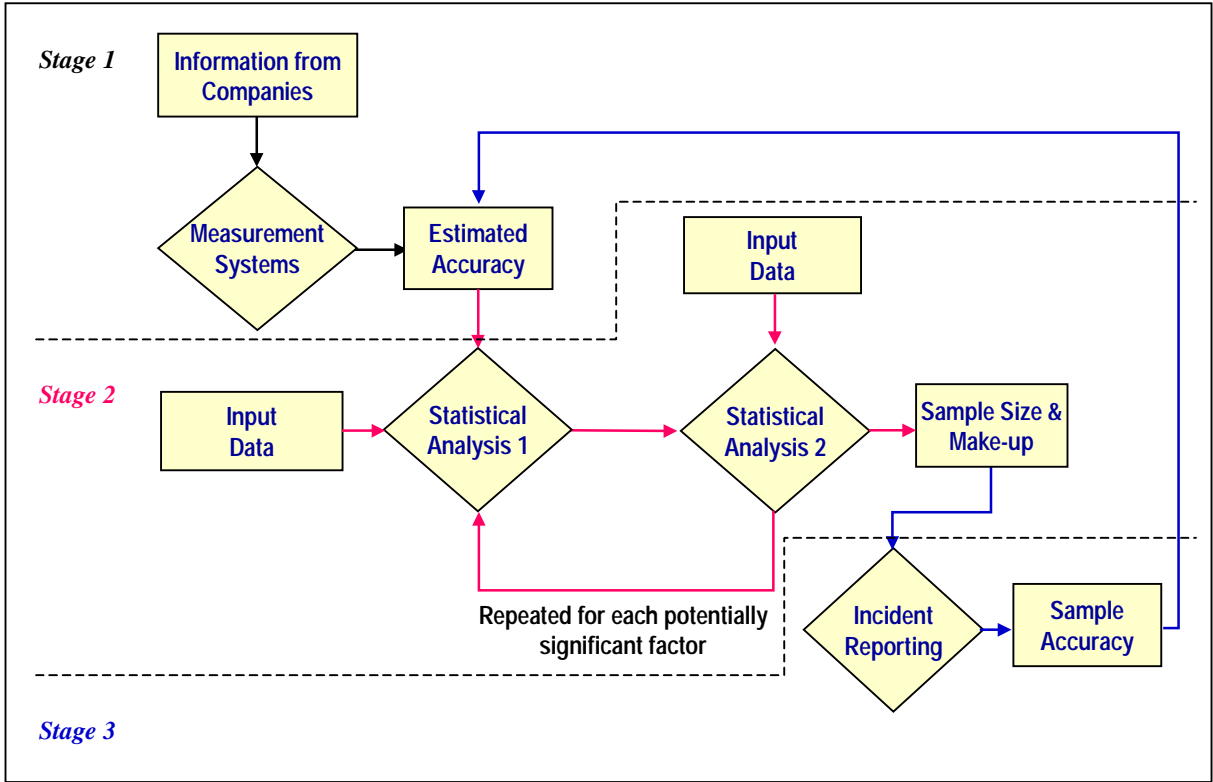 Stage 1
Information from
Companies
Measurement
Systems
Estimated
Accuracy
Input
Data
Stage 2
Input
Data
Statistical
Analysis 1
Statistical
Analysis 2
Sample Size &
Make-up
Repeated for each potentially
significant factor
Incident
Reporting
Sample
Accuracy
Stage 3